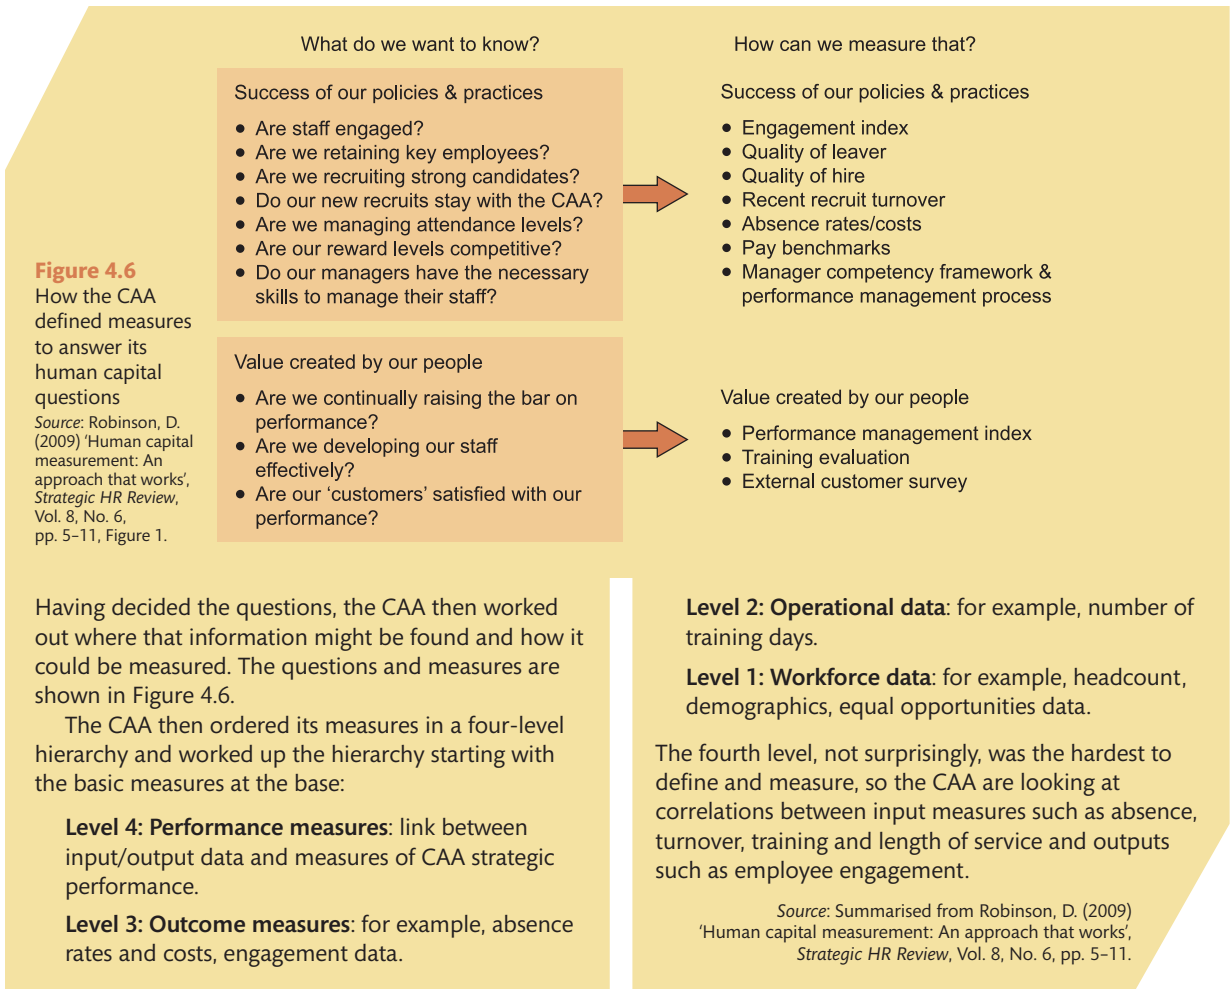 What do we want to know?
How can we measure that?
Success of our policies & practices
• Are staff engaged?
• Are we retaining key employees?
• Are we recruiting strong candidates?
• Do our new recruits stay with the CAA?
• Are we managing attendance levels?
• Are our reward levels competitive?
• Do our managers have the necessary
skills to manage their staff?
Success of our policies & practices
• Engagement index
• Quality of leaver
• Quality of hire
• Recent recruit turnover
• Absence rates/costs
• Pay benchmarks
• Manager competency framework &
performance management process
Value created by our people
• Are we continually raising the bar on
performance?
• Are we developing our staff
effectively?
• Are our ‘customers’ satisfied with our
performance?
Value created by our people
• Performance management index
• Training evaluation
• External customer survey
Figure 4.6
How the CAA
defined measures
to answer its
human capital
questions
Source: Robinson, D.
(2009) ‘Human capital
measurement: An
approach that works’,
Strategic HR Review,
Vol. 8, No. 6,
pp. 5–11, Figure 1.
Having decided the questions, the CAA then worked
out where that information might be found and how it
could be measured. The questions and measures are
shown in Figure 4.6.
The CAA then ordered its measures in a four-level
hierarchy and worked up the hierarchy starting with
the basic measures at the base:
Level 4: Performance measures: link between
input/output data and measures of CAA strategic
performance.
Level 3: Outcome measures: for example, absence
rates and costs, engagement data.
Level 2: Operational data: for example, number of
training days.
Level 1: Workforce data: for example, headcount,
demographics, equal opportunities data.
The fourth level, not surprisingly, was the hardest to
define and measure, so the CAA are looking at
correlations between input measures such as absence,
turnover, training and length of service and outputs
such as employee engagement.
Source: Summarised from Robinson, D. (2009)
‘Human capital measurement: An approach that works’,
Strategic HR Review, Vol. 8, No. 6, pp. 5–11.